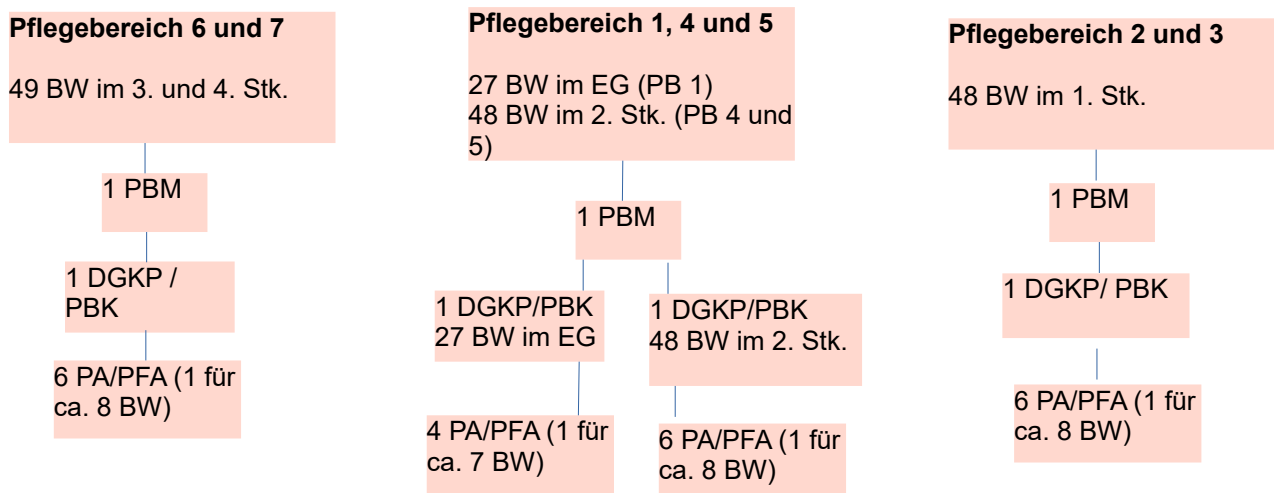 Pflegebereich 6 und 7
49 BW im 3. und 4. Stk.
1 PBM
1 DGKP /
PBK
6 PA/PFA (1 für
ca. 8 BW)
Pflegebereich 1, 4 und 5
27 BW im EG (PB 1)
48 BW im 2. Stk. (PB 4 und
5)
1 PBM
1 DGKP/PBK
27 BW im EG
4 PA/PFA (1 für
ca. 7 BW)
1 DGKP/PBK
48 BW im 2. Stk.
6 PA/PFA (1 für
ca. 8 BW)
Pflegebereich 2 und 3
48 BW im 1. Stk.
1 PBM
1 DGKP/ PBK
6 PA/PFA (1 für
ca. 8 BW)